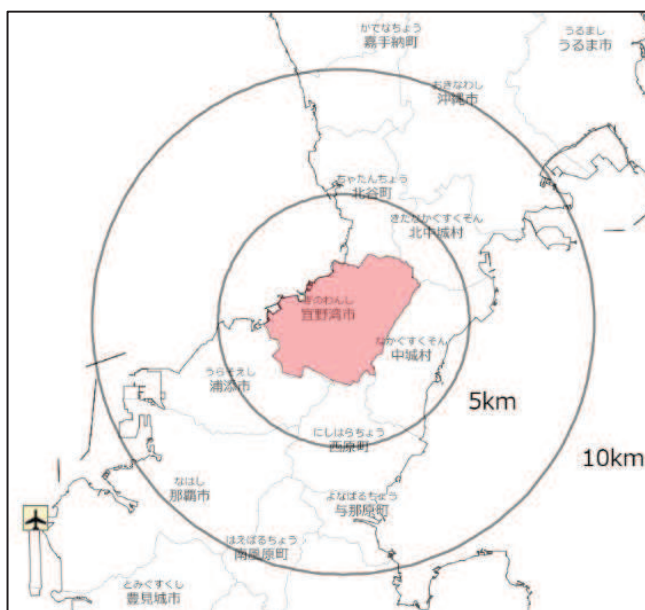 かでなちょう
嘉手納町
うるまし
うるま市
おきなわし
沖縄市
ちゃたんちょう
北谷町
きたなかぐすくそん
北中城村
ぎのわんし
宜野湾市
なかぐすくそん
中城村
うらそえし
浦添市
5km
にしはらちょう
西原町
10km
なはし
那覇市
よなばるちょう
与那原町
はえばるちょう
南風原町
とみぐすくし
豊見城市